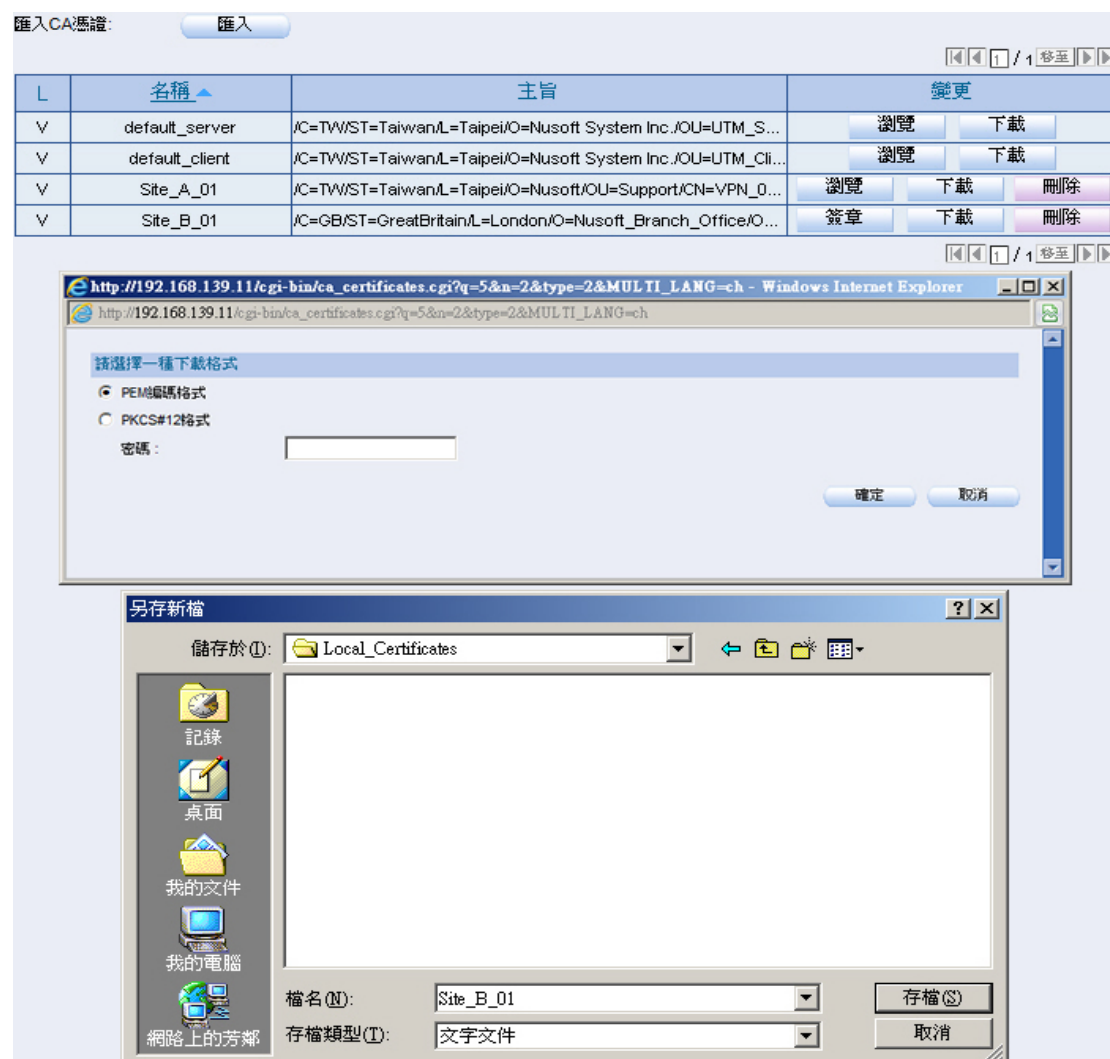 匯入CA憑證: 匯入
1 / 1 移至
L 名稱 主旨 變更
V default_server /C=TW/ST=Taiwan/L=Taipei/O=Nusoft System Inc./OU=UTM_S... 瀏覽 下載
V default_client /C=TW/ST=Taiwan/L=Taipei/O=Nusoft System Inc./OU=UTM_Cli... 瀏覽 下載
V Site_A_01 /C=TW/ST=Taiwan/L=Taipei/O=Nusoft/OU=Support/CN=VPN_0... 瀏覽 下載 刪除
V Site_B_01 /C=GB/ST=GreatBritain/L=London/O=Nusoft_Branch_Office/O... 簽章 下載 刪除
1 / 1 移至
http://192.168.139.11/cgi-bin/ca_certificates.cgi?q=5&n=2&type=2&MULTI_LANG=ch - Windows Internet Explorer
http://192.168.139.11/cgi-bin/ca_certificates.cgi?q=5&n=2&type=2&MULTI_LANG=ch
請選擇一種下載格式
PEM編碼格式
PKCS#12格式
密碼 :
確定 取消
另存新檔
儲存於(I): Local_Certificates
記錄
桌面
我的文件
我的電腦
網路上的芳鄰
檔名(N): Site_B_01 存檔(S)
存檔類型(T): 文字文件 取消